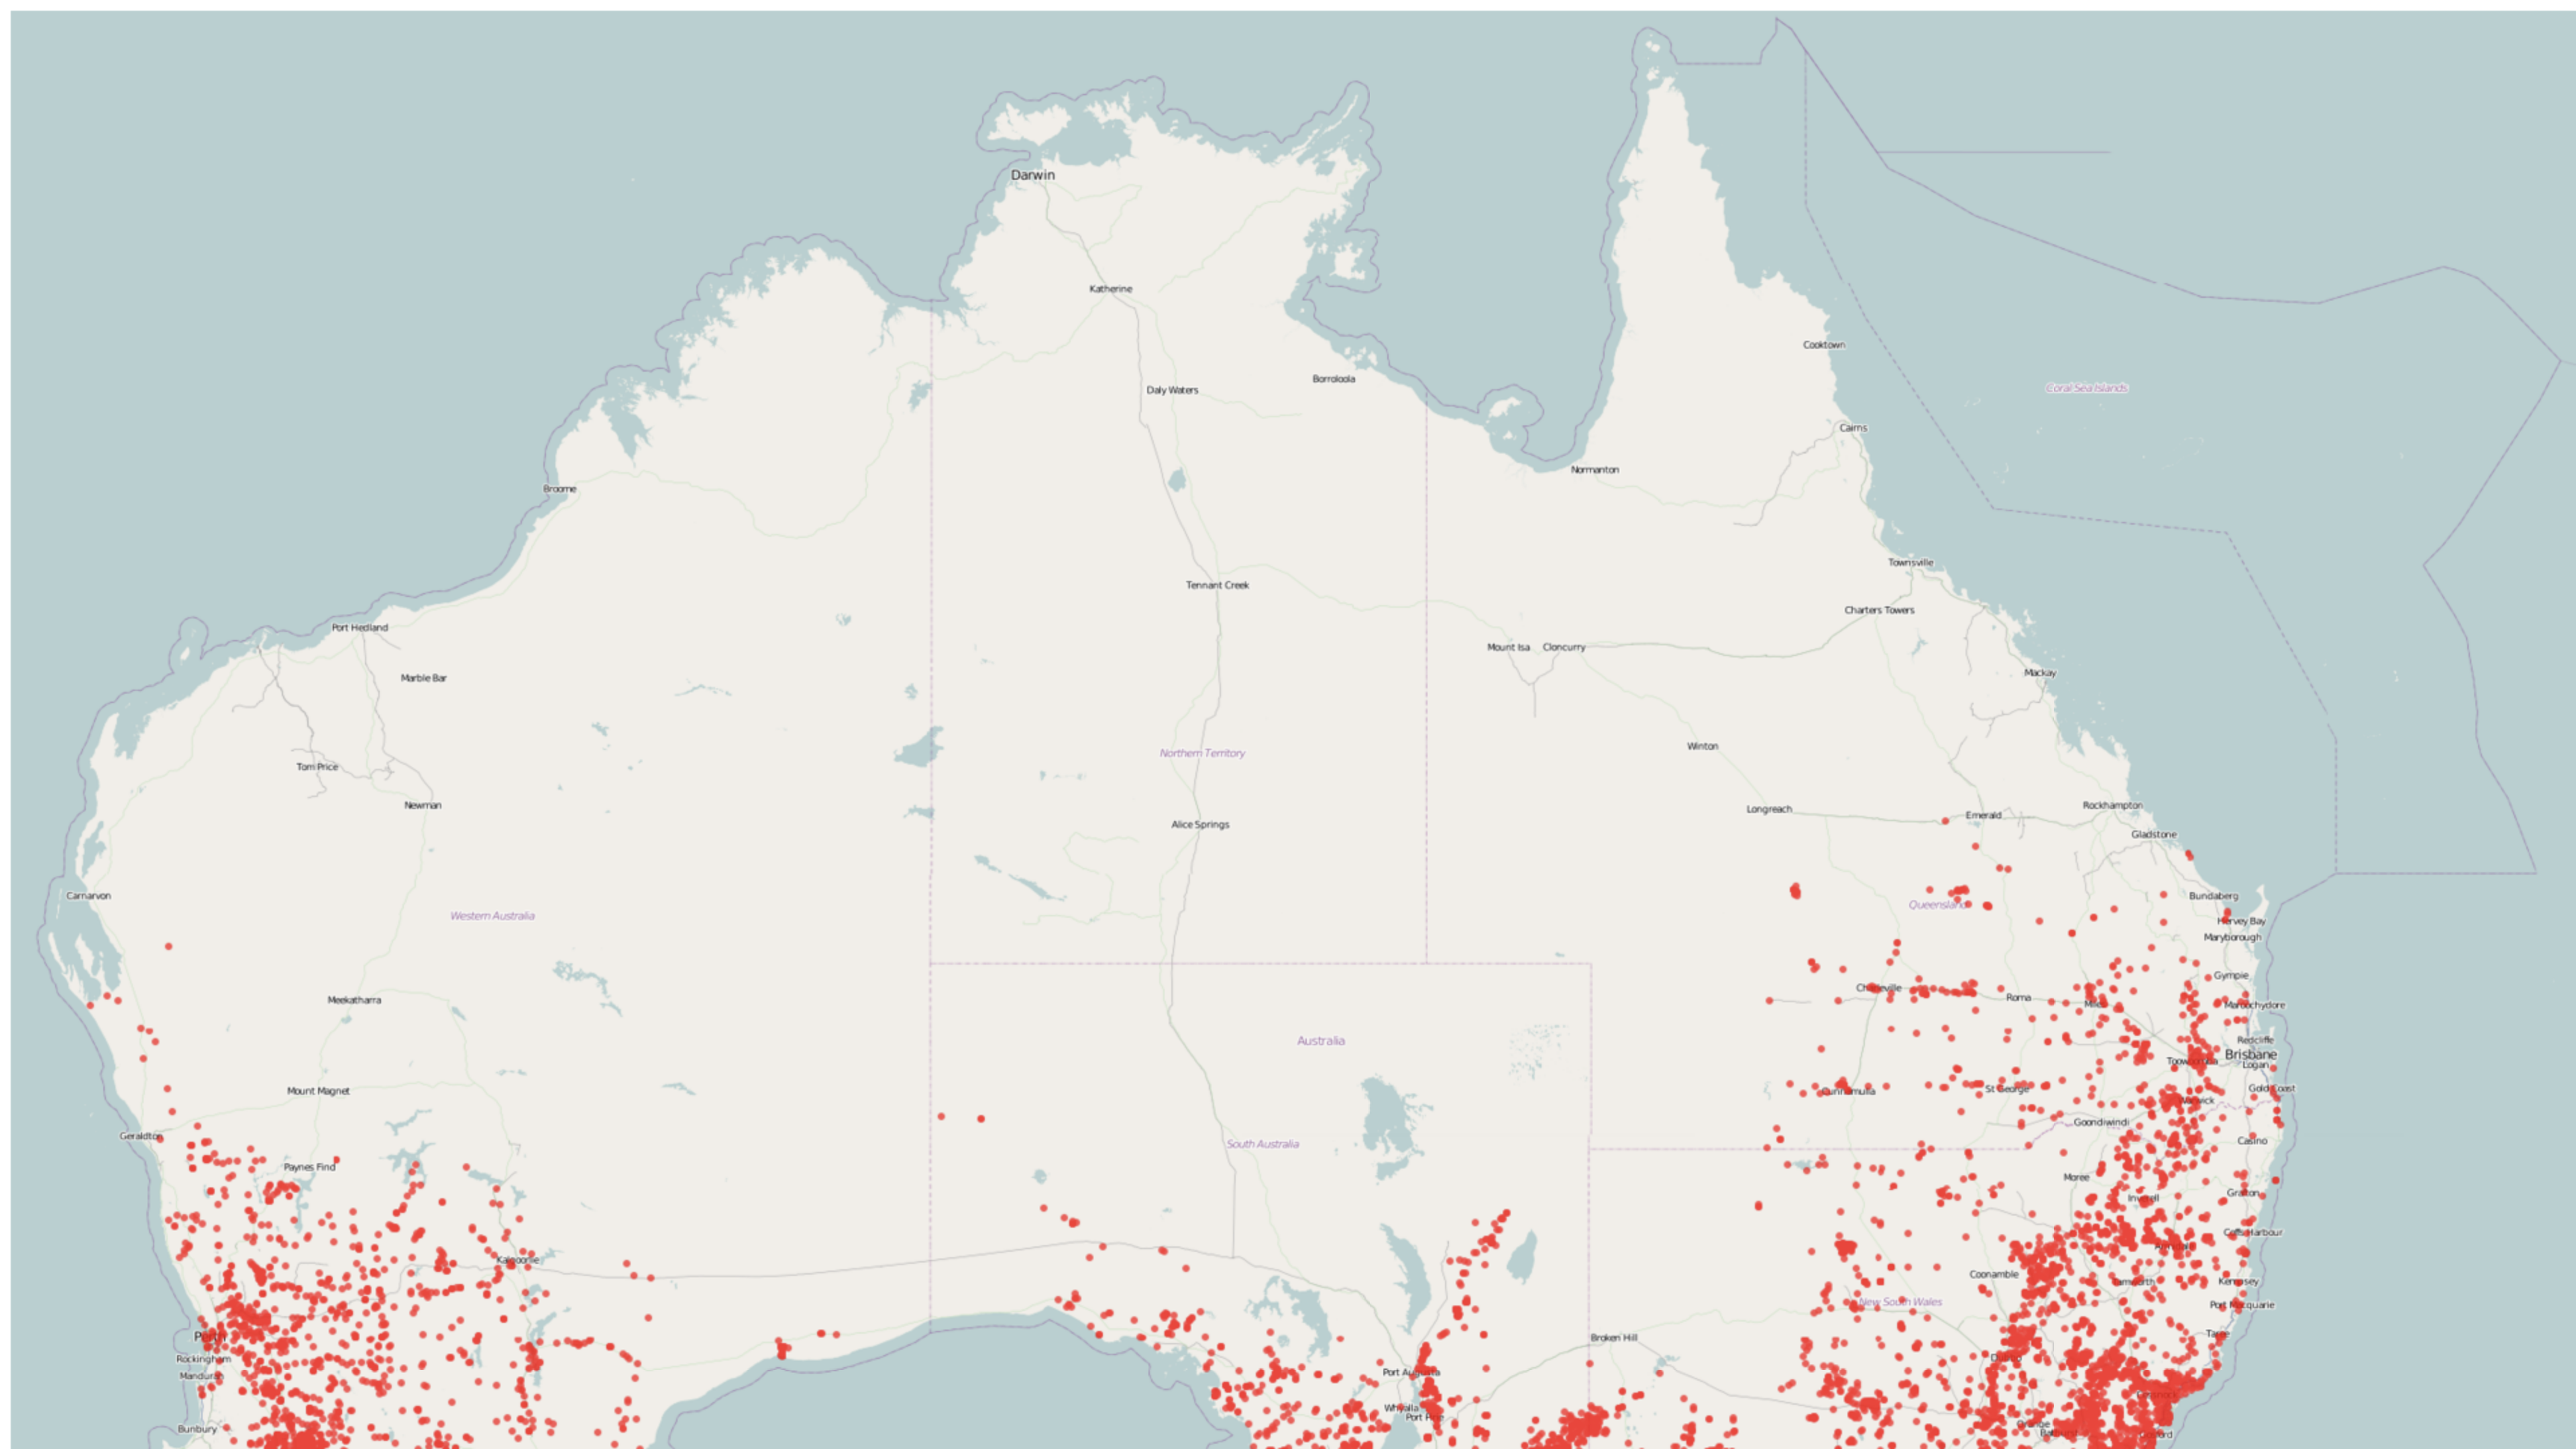 Darwin
Katherine
Cooktown
Daly Waters
Borroloola
Coral Sea Islands
Cairns
Normanton
Broome
Townsville
Tennant Creek
Charters Towers
Port Hedland
Mount Isa
Cloncurry
Marble Bar
Mackay
Winton
Northern Territory
Tom Price
Newman
Longreach
Rockhampton
Emerald
Alice Springs
Gladstone
Carnarvon
Bundaberg
Queensland
Western Australia
Hervey Bay
Maryborough
Gympie
Charleville
Roma
Meekatharra
Miles
Maroochydore
Australia
Redcliffe
Brisbane
Toowoomba
Logan
Mount Magnet
Cunnamulla
St George
Gold Coast
Warwick
Goondiwindi
Geraldton
South Australia
Casino
Paynes Find
Moree
Grafton
Inverell
Coffs Harbour
Armidale
Kalgoorlie
Coonamble
Tamworth
Kempsey
New South Wales
Port Macquarie
Perth
Broken Hill
Taree
Rockingham
Dubbo
Port Augusta
Mandurah
Cessnock
Whyalla
Port Pirie
Orange
Bunbury
Bathurst
Gosford